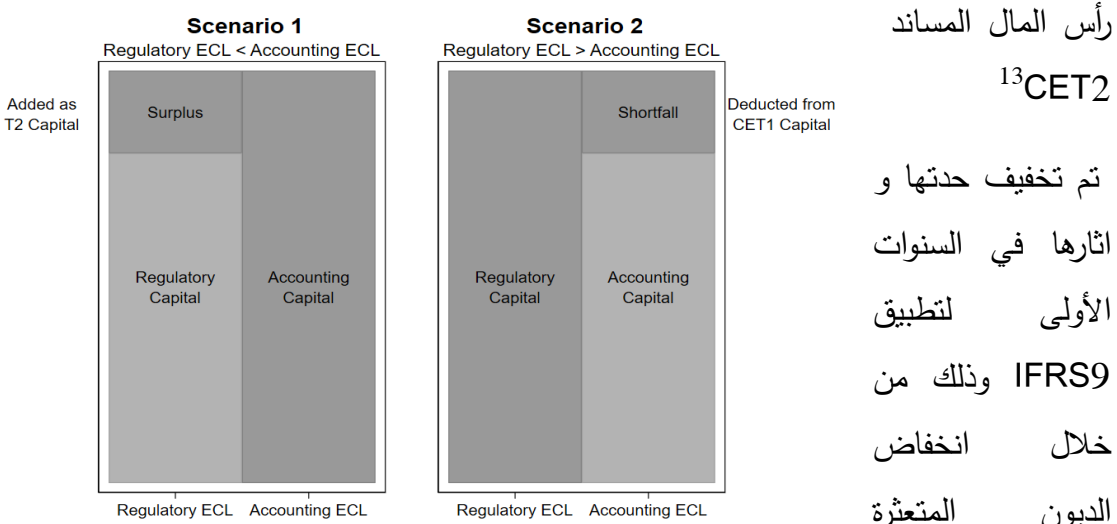 Scenario 1
Regulatory ECL < Accounting ECL
Added as
T2 Capital
Surplus
Regulatory
Capital
Accounting
Capital
Regulatory ECL
Accounting ECL
Scenario 2
Regulatory ECL > Accounting ECL
Shortfall
Deducted from
CET1 Capital
Regulatory
Capital
Accounting
Capital
Regulatory ECL
Accounting ECL
رأس المال المساند
13CET2
تم تخفيف حدتها و
اثارها في السنوات
الأولى لتطبيق
IFRS9 وذلك من
خلال انخفاض
الديون المتعثرة